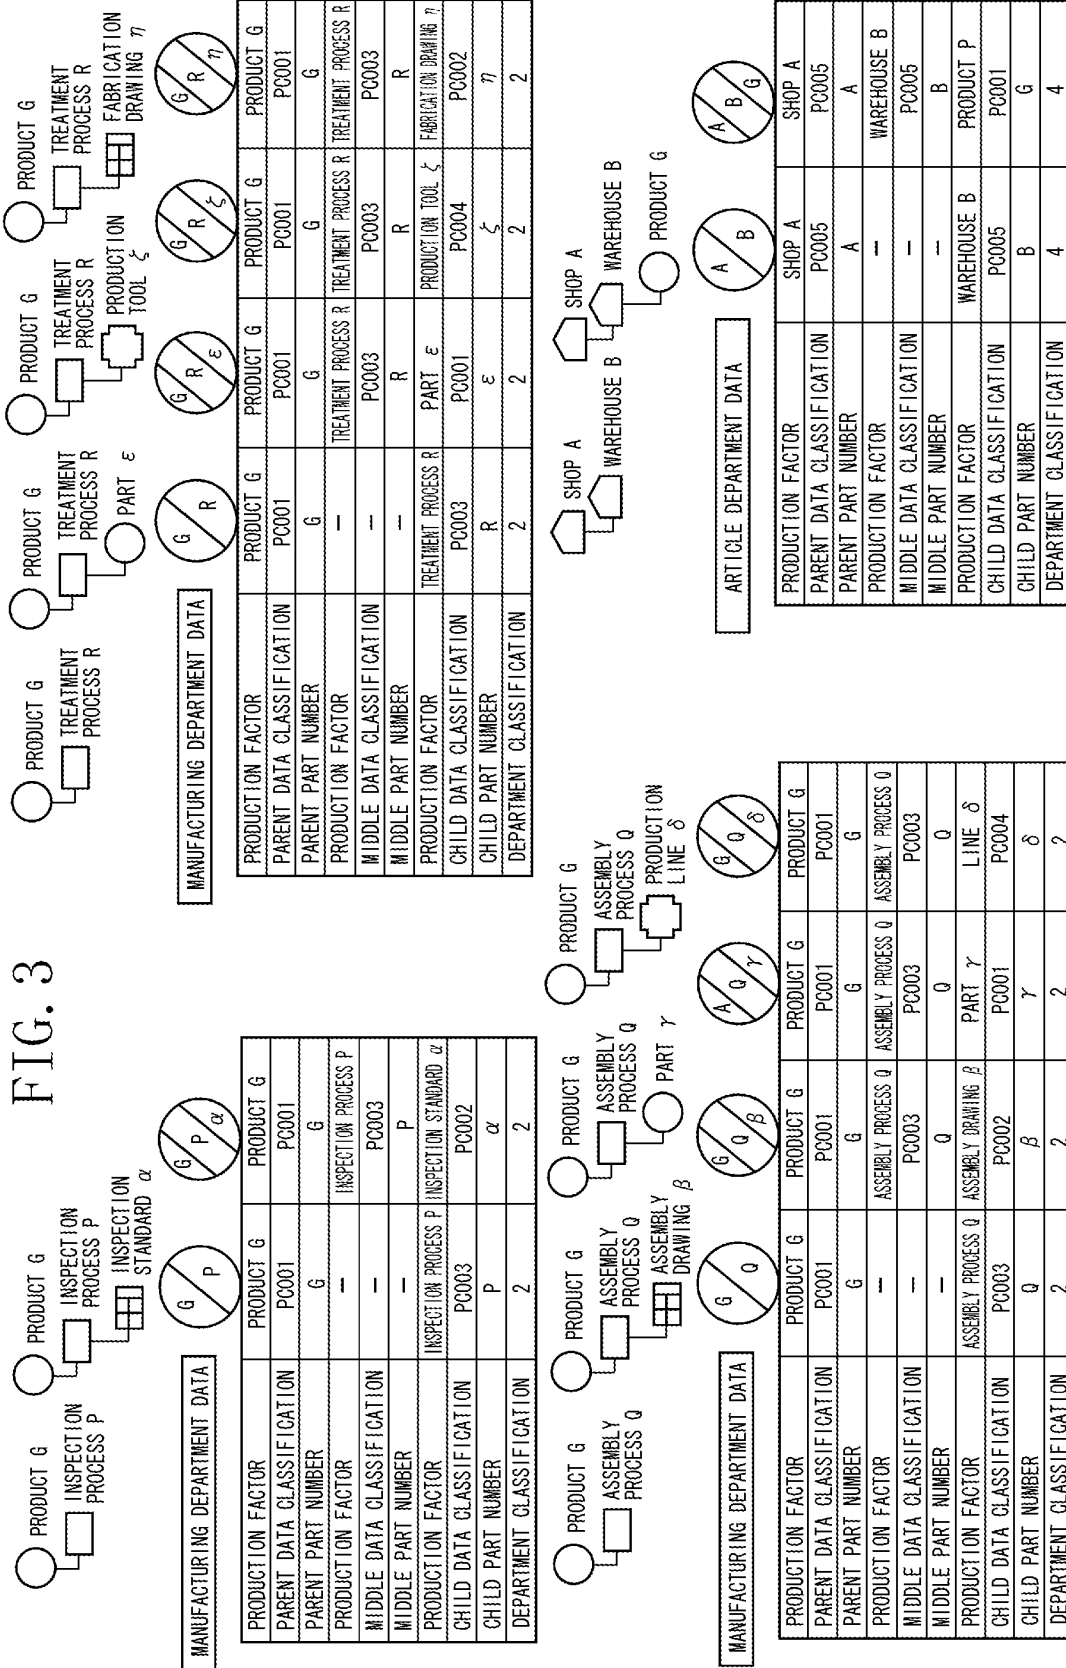 FIG. 3
PRODUCT G
INSPECTION
PROCESS P
PRODUCT G
INSPECTION
PROCESS P
INSPECTION
STANDARD α
MANUFACTURING DEPARTMENT DATA
G P
G P α
PRODUCTION FACTOR PRODUCT G PRODUCT G
PARENT DATA CLASSIFICATION PC001 PC001
PARENT PART NUMBER G G
PRODUCTION FACTOR — INSPECTION PROCESS P
MIDDLE DATA CLASSIFICATION — PC003
MIDDLE PART NUMBER — P
PRODUCTION FACTOR INSPECTION PROCESS P INSPECTION STANDARD α
CHILD DATA CLASSIFICATION PC003 PC002
CHILD PART NUMBER P α
DEPARTMENT CLASSIFICATION 2 2
PRODUCT G
TREATMENT
PROCESS R
PRODUCT G
TREATMENT
PROCESS R
PART ε
PRODUCT G
TREATMENT
PROCESS R
PRODUCTION
TOOL ζ
PRODUCT G
TREATMENT
PROCESS R
FABRICATION
DRAWING η
MANUFACTURING DEPARTMENT DATA
G R
G R ε
G R ζ
G R η
PRODUCTION FACTOR PRODUCT G PRODUCT G PRODUCT G PRODUCT G
PARENT DATA CLASSIFICATION PC001 PC001 PC001 PC001
PARENT PART NUMBER G G G G
PRODUCTION FACTOR — TREATMENT PROCESS R TREATMENT PROCESS R TREATMENT PROCESS R
MIDDLE DATA CLASSIFICATION — PC003 PC003 PC003
MIDDLE PART NUMBER — R R R
PRODUCTION FACTOR TREATMENT PROCESS R PART ε PRODUCTION TOOL ζ FABRICATION DRAWING η
CHILD DATA CLASSIFICATION PC003 PC001 PC004 PC002
CHILD PART NUMBER R ε ζ η
DEPARTMENT CLASSIFICATION 2 2 2 2
PRODUCT G
ASSEMBLY
PROCESS Q
PRODUCT G
ASSEMBLY
PROCESS Q
ASSEMBLY
DRAWING β
PRODUCT G
ASSEMBLY
PROCESS Q
PART γ
PRODUCT G
ASSEMBLY
PROCESS Q
PRODUCTION
LINE δ
MANUFACTURING DEPARTMENT DATA
G Q
G Q β
A Q γ
G Q δ
PRODUCTION FACTOR PRODUCT G PRODUCT G PRODUCT G PRODUCT G
PARENT DATA CLASSIFICATION PC001 PC001 PC001 PC001
PARENT PART NUMBER G G G G
PRODUCTION FACTOR — ASSEMBLY PROCESS Q ASSEMBLY PROCESS Q ASSEMBLY PROCESS Q
MIDDLE DATA CLASSIFICATION — PC003 PC003 PC003
MIDDLE PART NUMBER — Q Q Q
PRODUCTION FACTOR ASSEMBLY PROCESS Q ASSEMBLY DRAWING β PART γ LINE δ
CHILD DATA CLASSIFICATION PC003 PC002 PC001 PC004
CHILD PART NUMBER Q β γ δ
DEPARTMENT CLASSIFICATION 2 2 2 2
SHOP A
WAREHOUSE B
SHOP A
WAREHOUSE B
PRODUCT G
ARTICLE DEPARTMENT DATA
A B
A B G
PRODUCTION FACTOR SHOP A SHOP A
PARENT DATA CLASSIFICATION PC005 PC005
PARENT PART NUMBER A A
PRODUCTION FACTOR — WAREHOUSE B
MIDDLE DATA CLASSIFICATION — PC005
MIDDLE PART NUMBER — B
PRODUCTION FACTOR WAREHOUSE B PRODUCT P
CHILD DATA CLASSIFICATION PC005 PC001
CHILD PART NUMBER B G
DEPARTMENT CLASSIFICATION 4 4